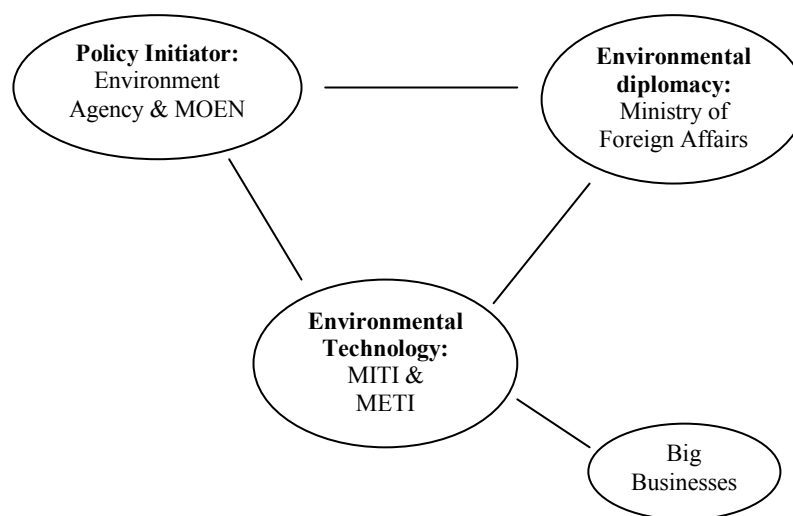 Policy Initiator:
Environment
Agency & MOEN
Environmental
diplomacy:
Ministry of
Foreign Affairs
Environmental
Technology:
MITI &
METI
Big
Businesses